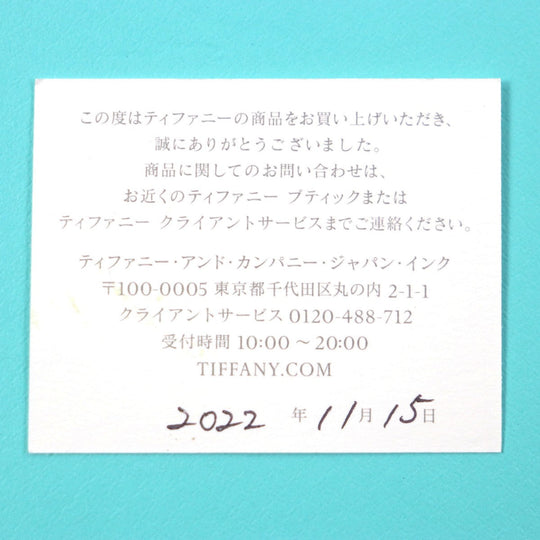 この度はティファニーの商品をお買い上げいただき、
誠にありがとうございました。
商品に関してのお問い合わせは、
お近くのティファニー ブティックまたは
ティファニー クライアントサービスまでご連絡ください。
ティファニー・アンド・カンパニー・ジャパン・インク
〒100-0005 東京都千代田区丸の内 2-1-1
クライアントサービス 0120-488-712
受付時間 10:00 ～ 20:00
TIFFANY.COM
2022 年 11 月 15 日